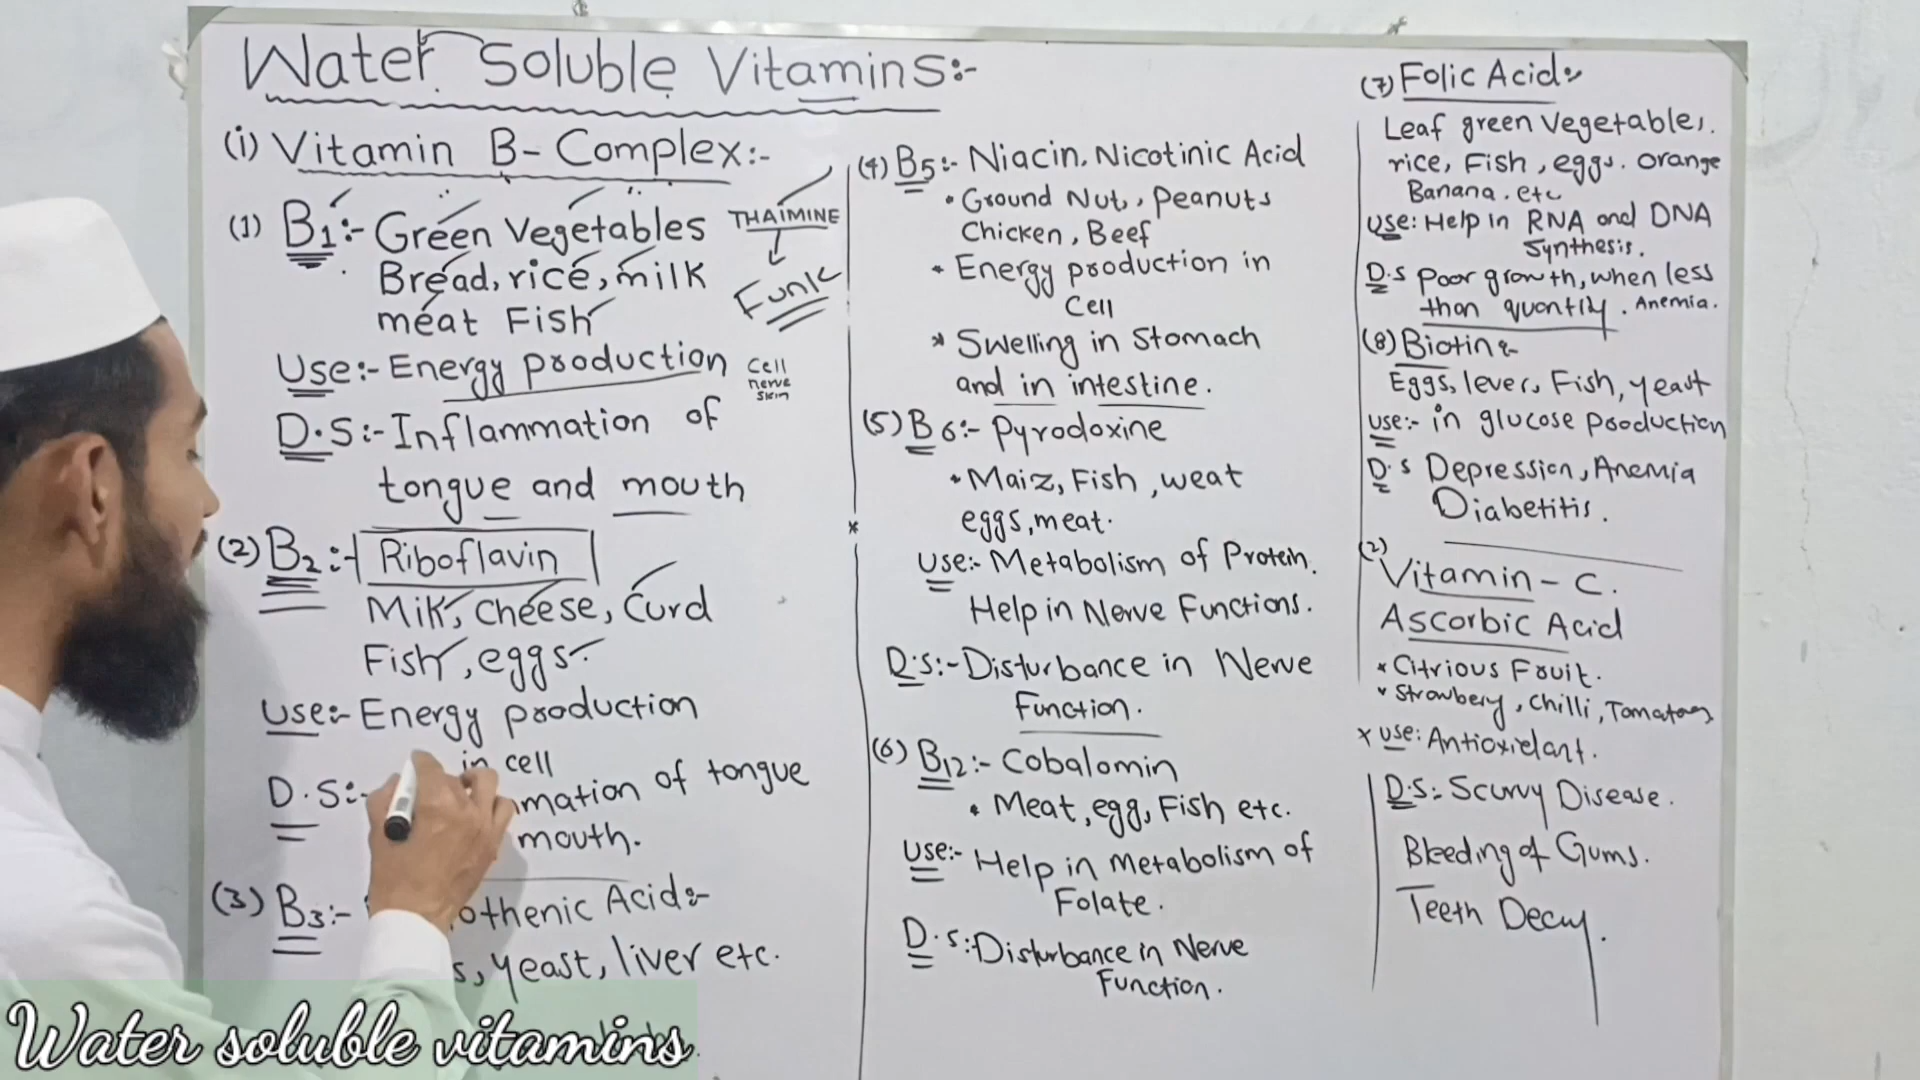 Water Soluble Vitamins:-
(i) Vitamin B-Complex:-
(1) B1:- Green Vegetables
Bread, rice, milk
meat Fish
THAIMINE
Funk
Use:- Energy production
Cell
nerve
skin
D.S:- Inflammation of
tongue and mouth
(2) B2:- Riboflavin
Milk, cheese, Curd
Fish, eggs
Use:- Energy production
in cell
D.S:- mation of tongue
mouth.
(3) B3:- othenic Acid:-
s, yeast, liver etc.
(4) B5:- Niacin. Nicotinic Acid
• Ground Nut, Peanuts
Chicken, Beef
* Energy production in
Cell
* Swelling in Stomach
and in intestine.
(5) B6:- Pyrodoxine
• Maiz, Fish, weat
eggs, meat.
Use:- Metabolism of Protein.
Help in Nerve Functions.
D.S:- Disturbance in Nerve
Function.
(6) B12:- Cobalomin
• Meat, egg, Fish etc.
Use:- Help in Metabolism of
Folate.
D.S:- Disturbance in Nerve
Function.
(7) Folic Acid:-
Leaf green Vegetables.
rice, Fish, eggs. orange
Banana. etc
Use: Help in RNA and DNA
Synthesis.
D.S Poor growth, when less
than quontity. Anemia.
(8) Biotin:-
Eggs, lever, Fish, yeast
Use:- in glucose production
D.S Depression, Anemia
Diabetitis.
(2)
Vitamin - C.
Ascorbic Acid
* Citrious Fruit.
* Strawbery, Chilli, Tomatoes
* Use: Antioxidant.
D.S:- Scurvy Disease.
Bleeding of Gums.
Teeth Decay.
Water soluble vitamins